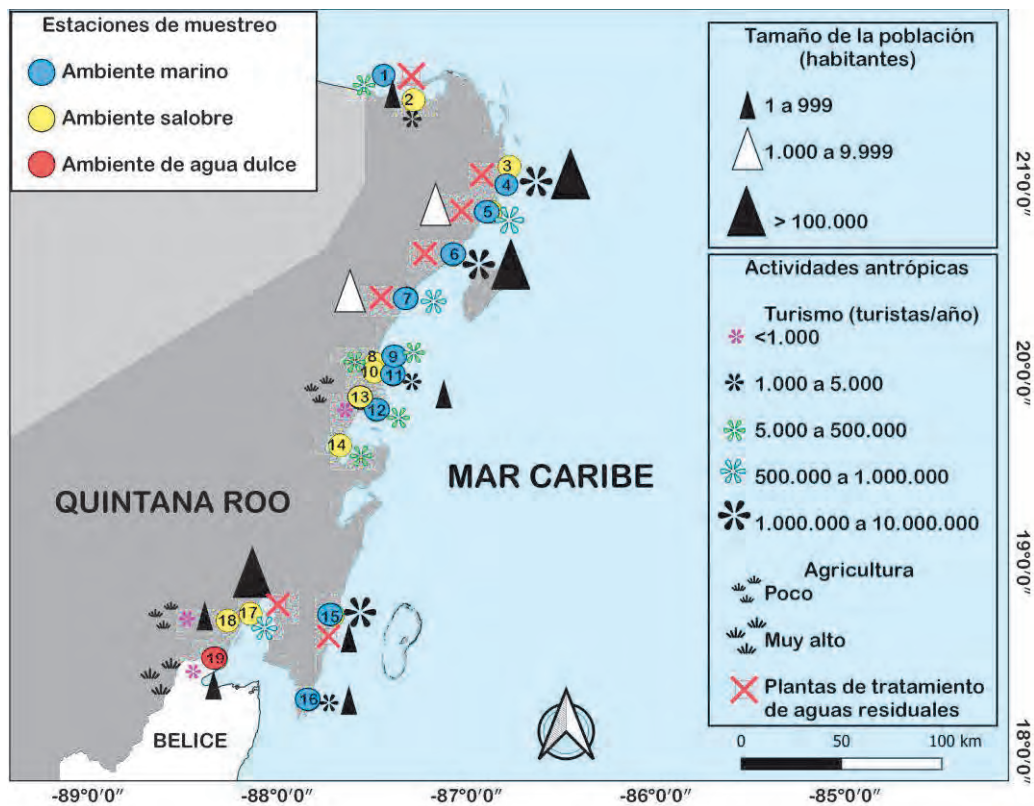 Estaciones de muestreo
Ambiente marino
Ambiente salobre
Ambiente de agua dulce
Tamaño de la población
(habitantes)
1 a 999
1.000 a 9.999
> 100.000
Actividades antrópicas
Turismo (turistas/año)
<1.000
1.000 a 5.000
5.000 a 500.000
500.000 a 1.000.000
1.000.000 a 10.000.000
Agricultura
Poco
Muy alto
Plantas de tratamiento
de aguas residuales
0 50 100 km
1
2
3
4
5
6
7
8
9
10
11
13
12
14
QUINTANA ROO
MAR CARIBE
17
18
15
19
16
BELICE
21°0'0"
20°0'0"
19°0'0"
18°0'0"
-89°0'0" -88°0'0" -87°0'0" -86°0'0" -85°0'0"